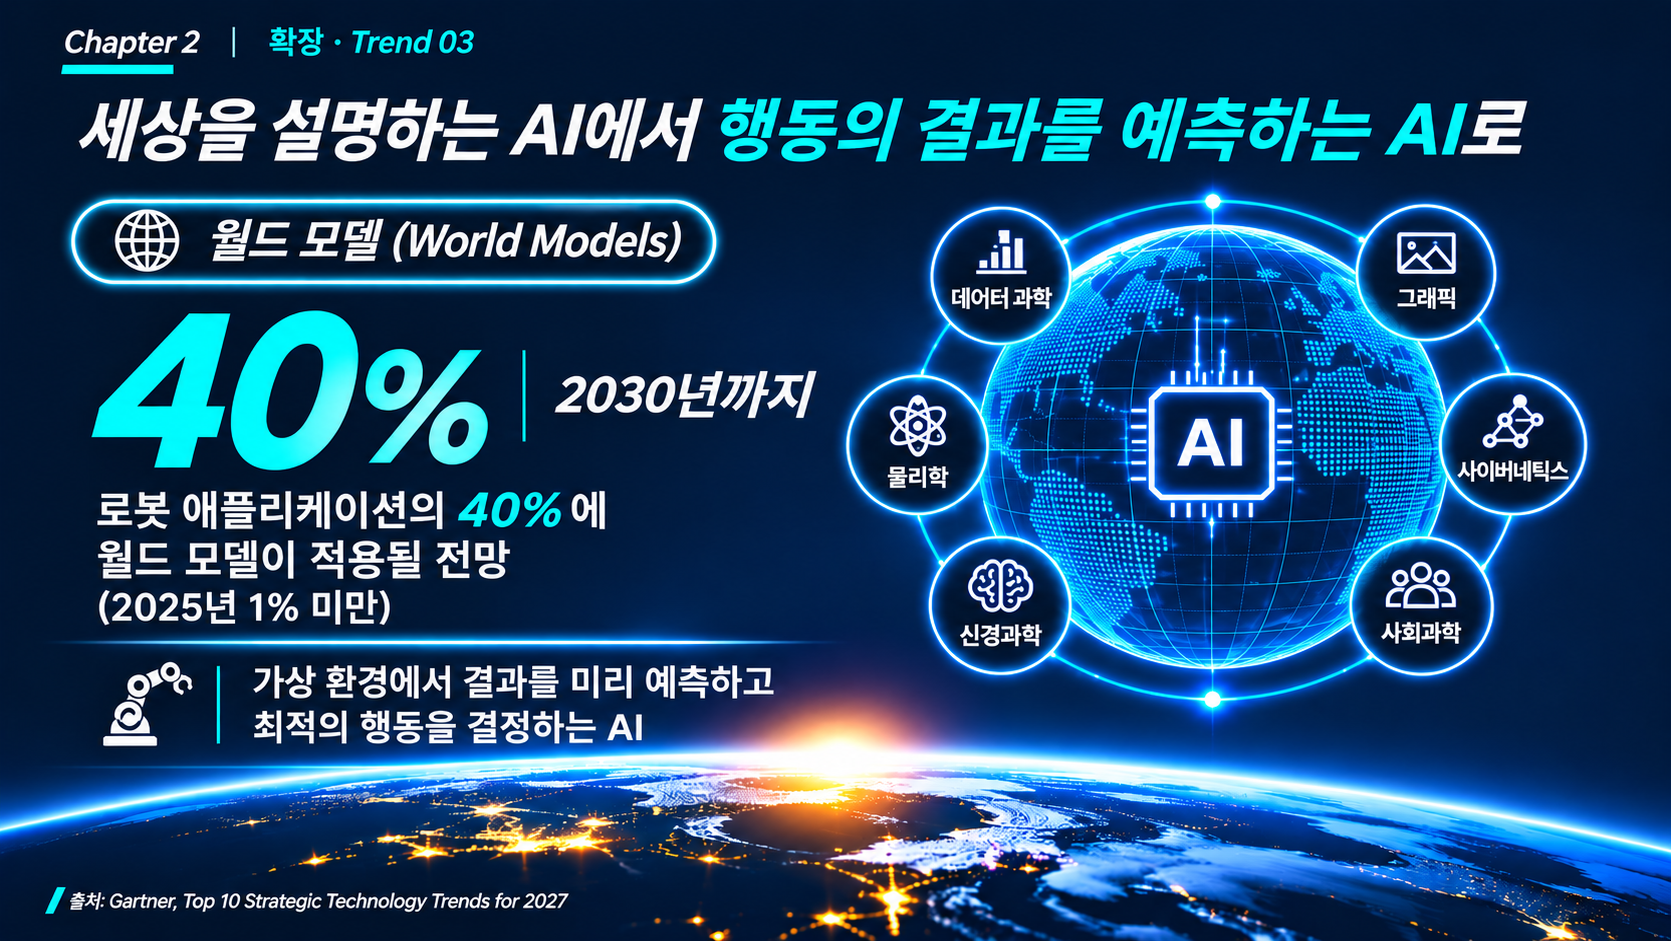 Chapter 2 | 확장 · Trend 03
세상을 설명하는 AI에서 행동의 결과를 예측하는 AI로
월드 모델 (World Models)
40% | 2030년까지
로봇 애플리케이션의 40% 에
월드 모델이 적용될 전망
(2025년 1% 미만)
가상 환경에서 결과를 미리 예측하고
최적의 행동을 결정하는 AI
데어터 과학
그래픽
물리학
AI
사이버네틱스
신경과학
사회과학
출처: Gartner, Top 10 Strategic Technology Trends for 2027